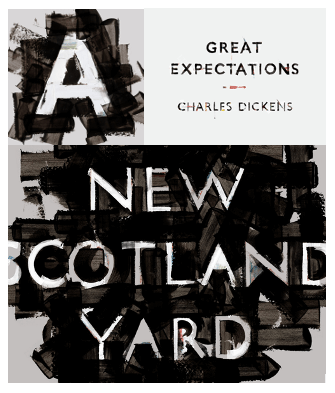 A
GREAT
EXPECTATIONS
CHARLES DICKENS
NEW
SCOTLAND
YARD